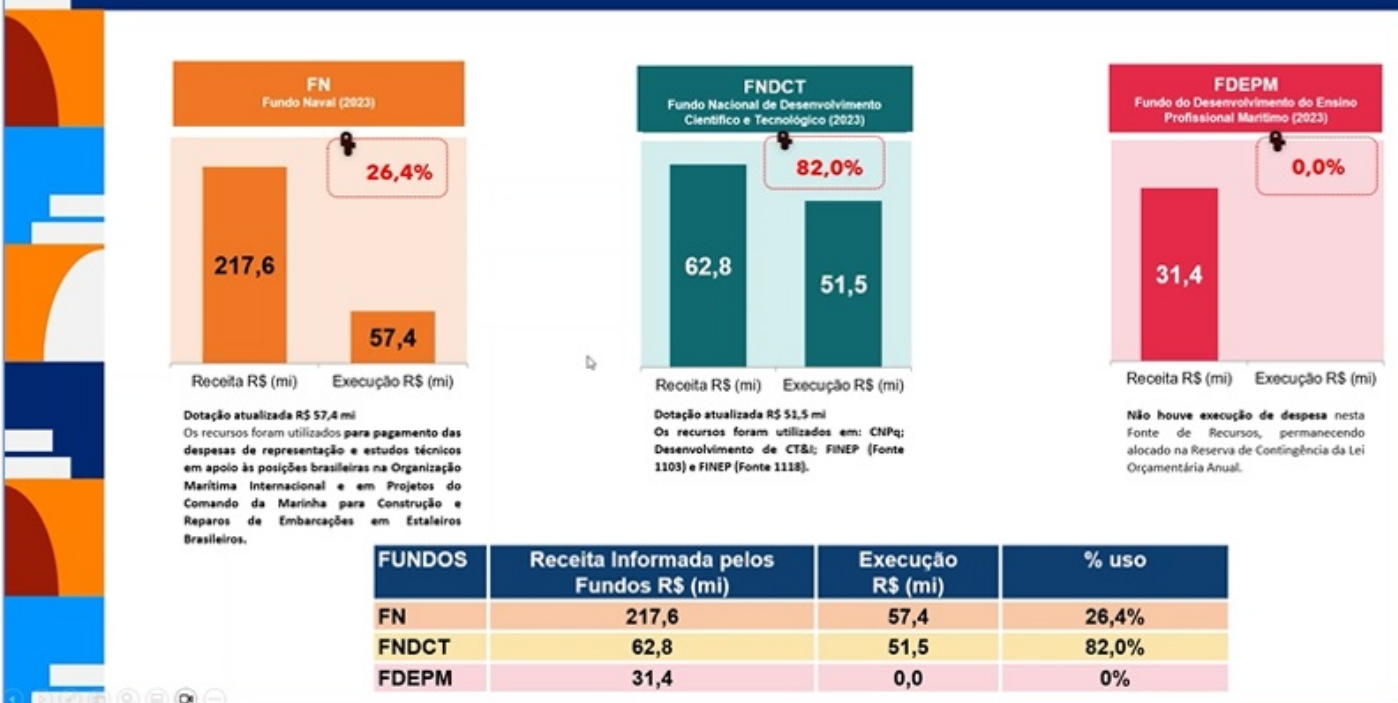 FN
Fundo Naval (2023)
26,4%
217,6
57,4
Receita R$ (mi)
Execução R$ (mi)
Dotação atualizada R$ 57,4 mi
Os recursos foram utilizados para pagamento das
despesas de representação e estudos técnicos
em apoio às posições brasileiras na Organização
Marítima Internacional e em Projetos do
Comando da Marinha para Construção e
Reparos de Embarcações em Estaleiros
Brasileiros.
FNDCT
Fundo Nacional de Desenvolvimento
Científico e Tecnológico (2023)
82,0%
62,8
51,5
Receita R$ (mi)
Execução R$ (mi)
Dotação atualizada R$ 51,5 mi
Os recursos foram utilizados em: CNPq;
Desenvolvimento de CT&I; FINEP (Fonte
1103) e FINEP (Fonte 1118).
FDEPM
Fundo do Desenvolvimento do Ensino
Profissional Marítimo (2023)
0,0%
31,4
Receita R$ (mi)
Execução R$ (mi)
Não houve execução de despesa nesta
Fonte de Recursos, permanecendo
alocado na Reserva de Contingência da Lei
Orçamentária Anual.
FUNDOS Receita Informada pelos Fundos R$ (mi) Execução R$ (mi) % uso
FN 217,6 57,4 26,4%
FNDCT 62,8 51,5 82,0%
FDEPM 31,4 0,0 0%